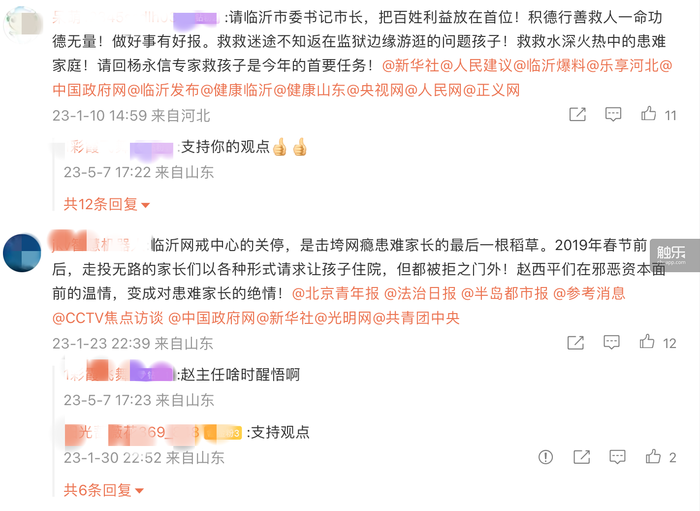 :请临沂市委书记市长，把百姓利益放在首位！积德行善救人一命功
德无量！做好事有好报。救救迷途不知返在监狱边缘游逛的问题孩子！救救水深火热中的患难
家庭！请回杨永信专家救孩子是今年的首要任务！@新华社@人民建议@临沂爆料@乐享河北@
中国政府网@临沂发布@健康临沂@健康山东@央视网@人民网@正义网
23-1-10 14:59 来自河北
11
:支持你的观点👍👍
23-5-7 17:22 来自山东
共12条回复
临沂网戒中心的关停，是击垮网瘾患难家长的最后一根稻草。2019年春节前
后，走投无路的家长们以各种形式请求让孩子住院，但都被拒之门外！赵西平们在邪恶资本面
前的温情，变成对患难家长的绝情！@北京青年报 @法治日报 @半岛都市报 @参考消息
@CCTV焦点访谈 @中国政府网@新华社@光明网@共青团中央
触乐
23-1-23 22:39 来自山东
12
:赵主任啥时醒悟啊
23-5-7 17:23 来自山东
:支持观点
23-1-30 22:52 来自山东
2
共6条回复